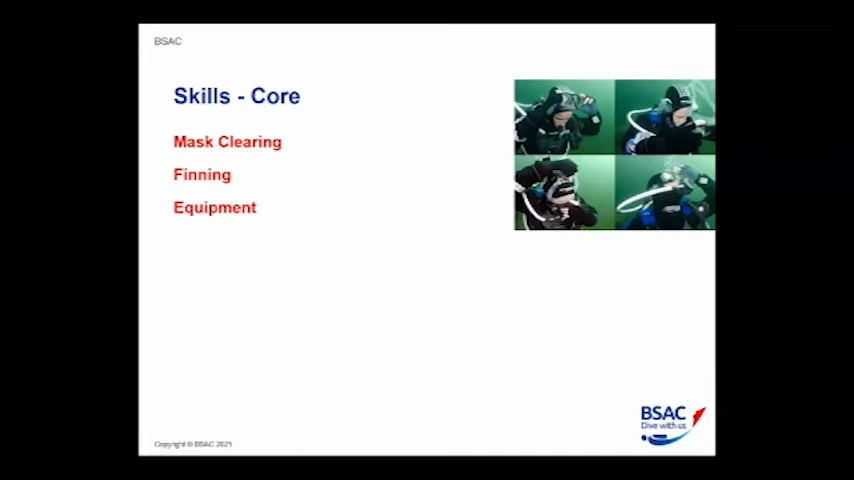 BSAC
Skills - Core
Mask Clearing
Finning
Equipment
BSAC
Dive with us
Copyright © BSAC 2021